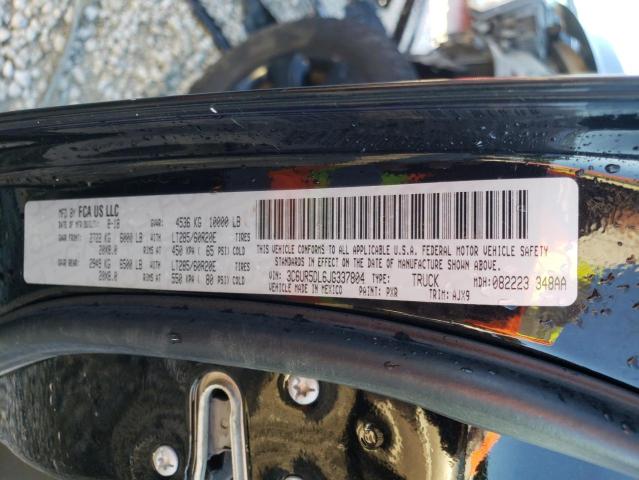 MFD BY FCA US LLC
DATE OF MFR 8-18 GVWR: 4536 KG 10000 LB
GAWR FRONT: 2722 KG 6000 LB WITH LT285/60R20E TIRES
20X8.0 RIMS AT 450 KPA/ 65 PSI COLD
GAWR REAR: 2949 KG 6500 LB WITH LT285/60R20E TIRES
20X8.0 RIMS AT 550 KPA/ 80 PSI COLD
THIS VEHICLE CONFORMS TO ALL APPLICABLE U.S.A. FEDERAL MOTOR VEHICLE SAFETY
STANDARDS IN EFFECT ON THE DATE OF MANUFACTURE SHOWN ABOVE.
VIN: 3C6UR5DL6JG337804 TYPE: TRUCK MDH: 082223 348AA
VEHICLE MADE IN MEXICO PAINT: PXR TRIM: AJX9